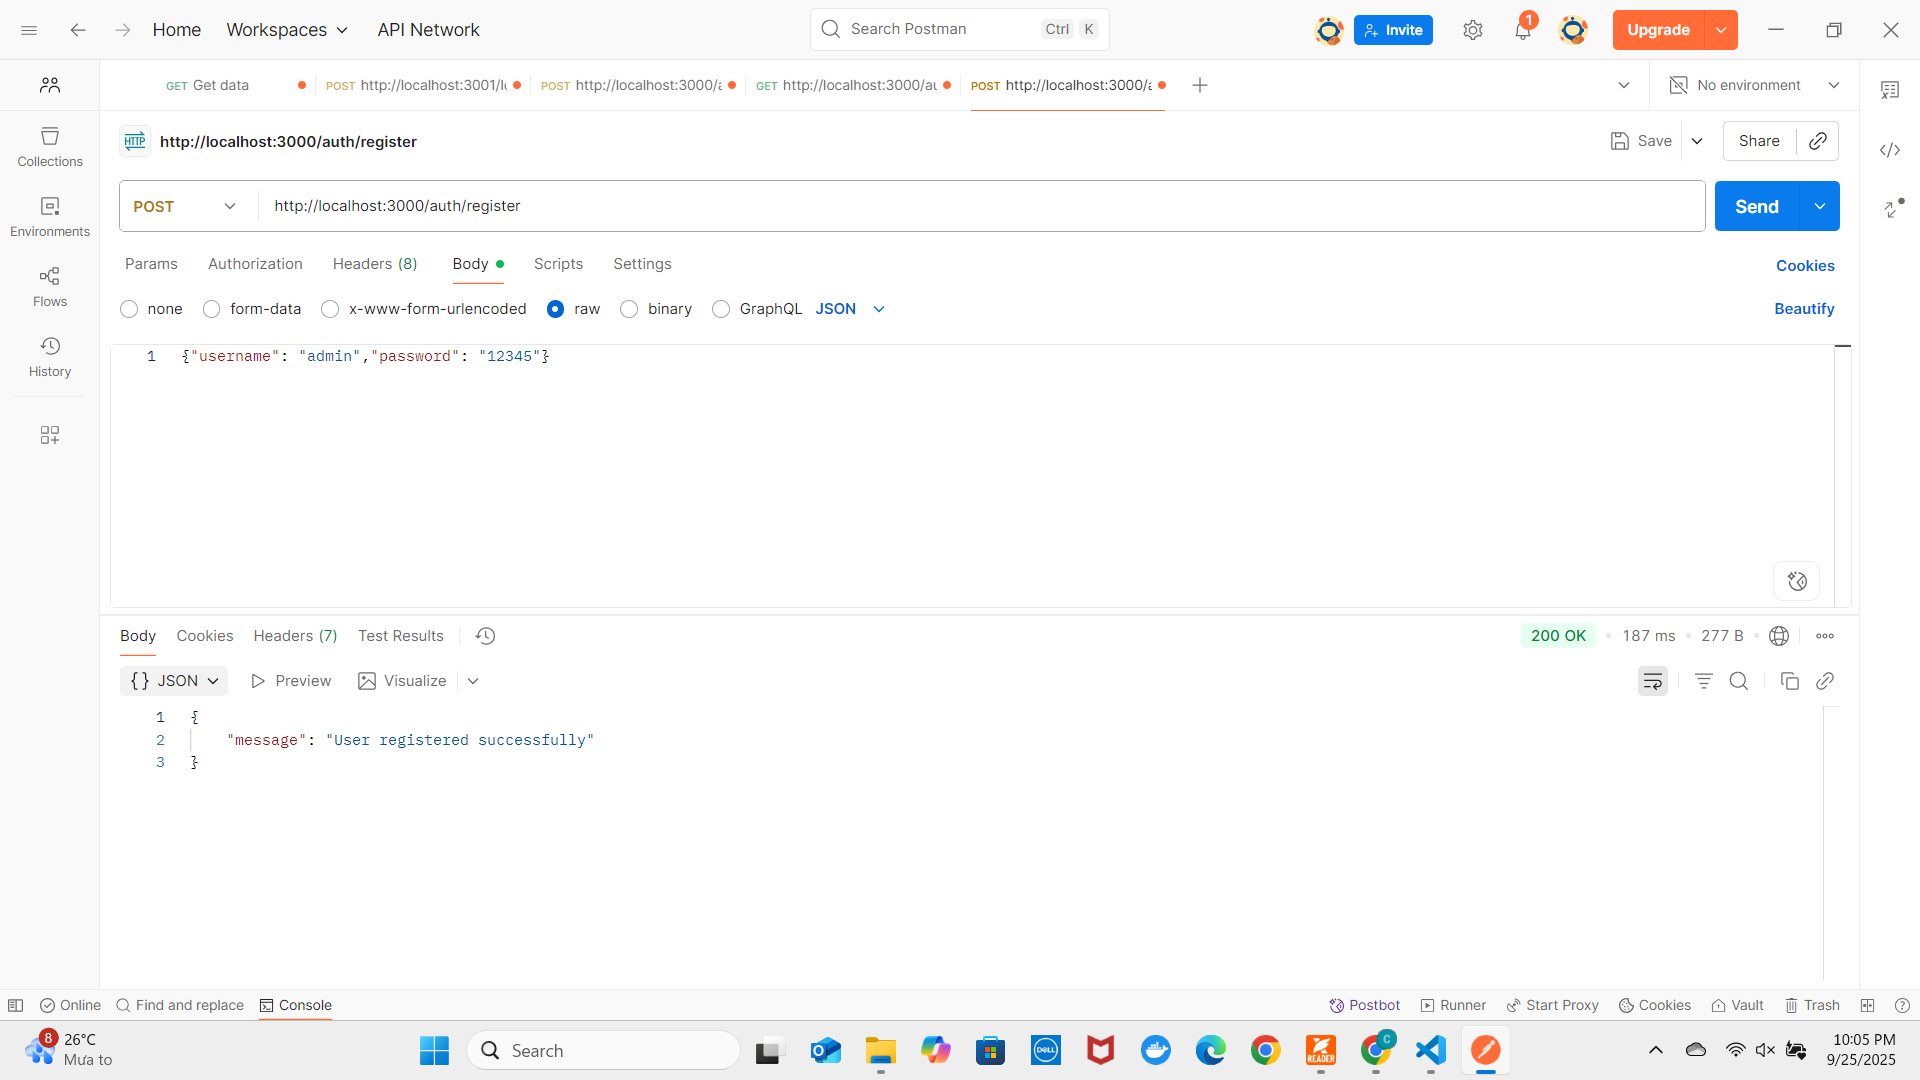 Home
Workspaces
API Network
Search Postman
Ctrl
K
Invite
1
Upgrade
GET Get data
POST http://localhost:3001/l
POST http://localhost:3000/a
GET http://localhost:3000/au
POST http://localhost:3000/a
No environment
Collections
Environments
Flows
History
HTTP
http://localhost:3000/auth/register
Save
Share
POST
http://localhost:3000/auth/register
Send
Params
Authorization
Headers (8)
Body
Scripts
Settings
Cookies
none
form-data
x-www-form-urlencoded
raw
binary
GraphQL
JSON
Beautify
1 {"username": "admin","password": "12345"}
Body
Cookies
Headers (7)
Test Results
200 OK
187 ms
277 B
{} JSON
Preview
Visualize
1 {
2 "message": "User registered successfully"
3 }
Online
Find and replace
Console
Postbot
Runner
Start Proxy
Cookies
Vault
Trash
8
26°C
Mưa to
Search
DELL
READER
C
10:05 PM
9/25/2025